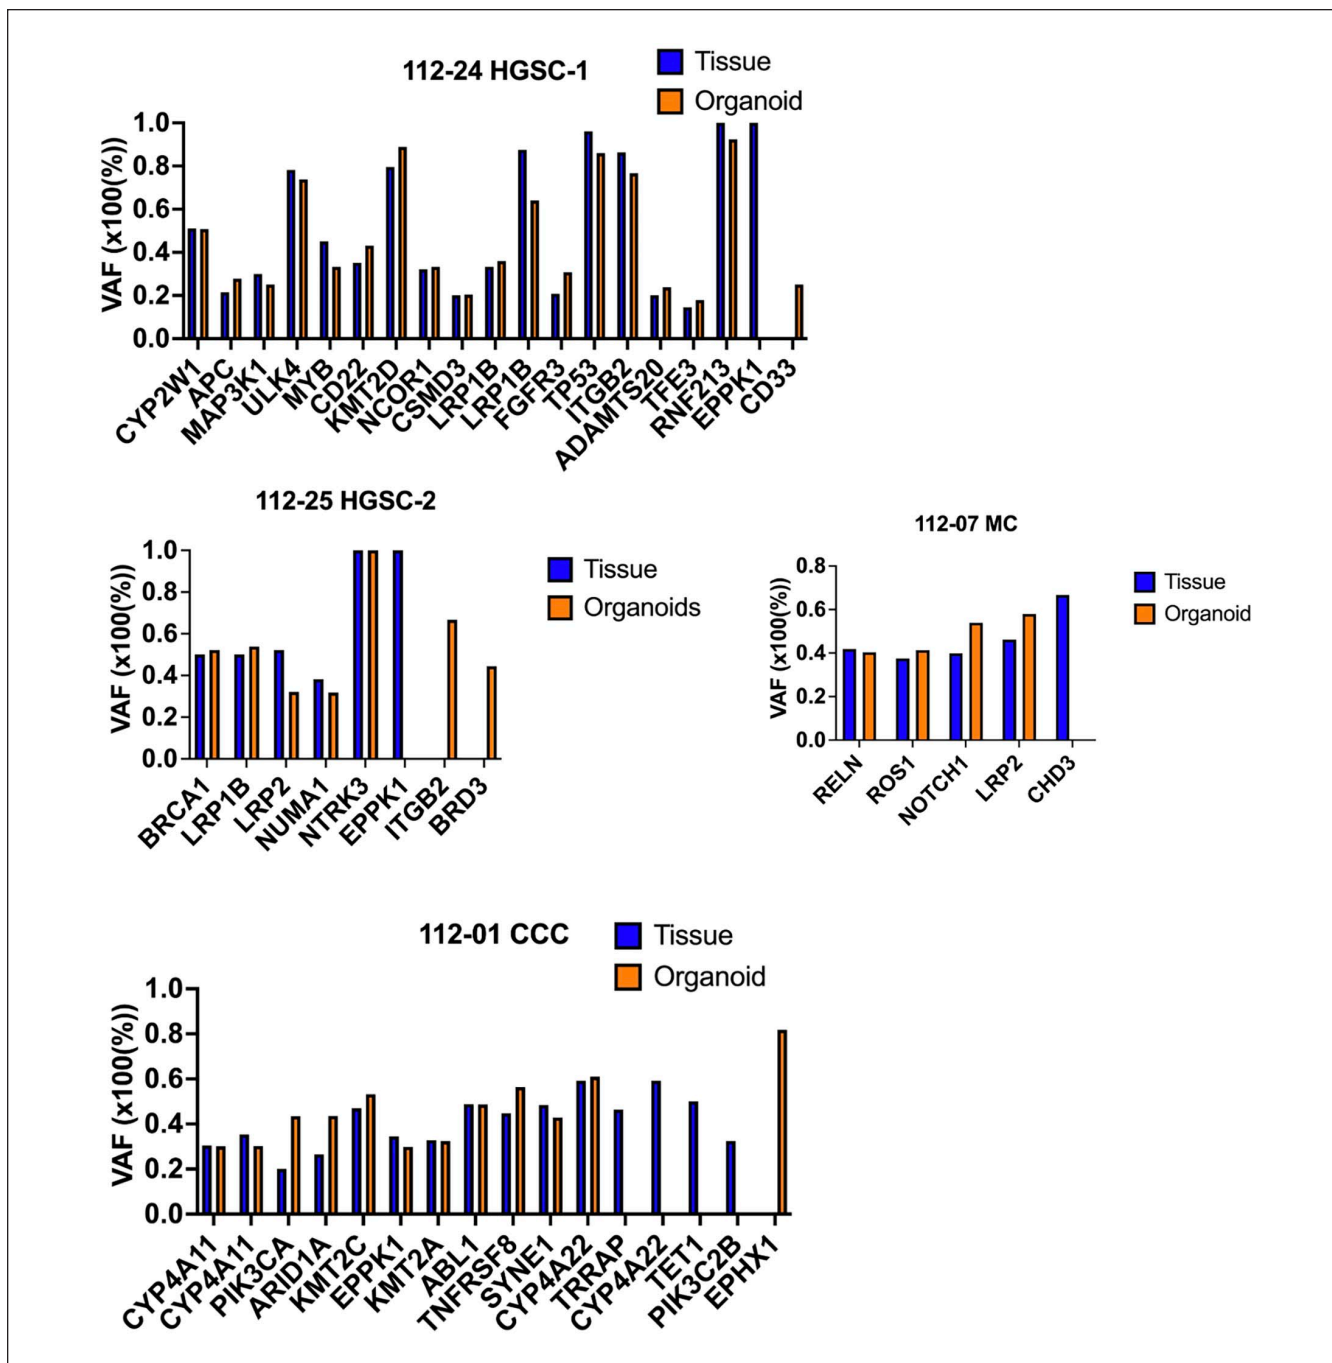 112-24 HGSC-1
Tissue
Organoid
VAF (x100(%))
1.0
0.8
0.6
0.4
0.2
0.0
CYP2W1
APC
MAP3K1
ULK4
MYB
CD22
KMT2D
NCOR1
CSMD3
LRP1B
LRP1B
FGFR3
TP53
ITGB2
ADAMTS20
TFE3
RNF213
EPPK1
CD33
112-25 HGSC-2
Tissue
Organoids
VAF (x100(%))
1.0
0.8
0.6
0.4
0.2
0.0
BRCA1
LRP1B
LRP2
NUMA1
NTRK3
EPPK1
ITGB2
BRD3
112-07 MC
Tissue
Organoid
VAF (x100(%))
0.8
0.6
0.4
0.2
0.0
RELN
ROS1
NOTCH1
LRP2
CHD3
112-01 CCC
Tissue
Organoid
VAF (x100(%))
1.0
0.8
0.6
0.4
0.2
0.0
CYP4A11
CYP4A11
PIK3CA
ARID1A
KMT2C
EPPK1
KMT2A
ABL1
TNFRSF8
SYNE1
CYP4A22
TRRAP
CYP4A22
TET1
PIK3C2B
EPHX1